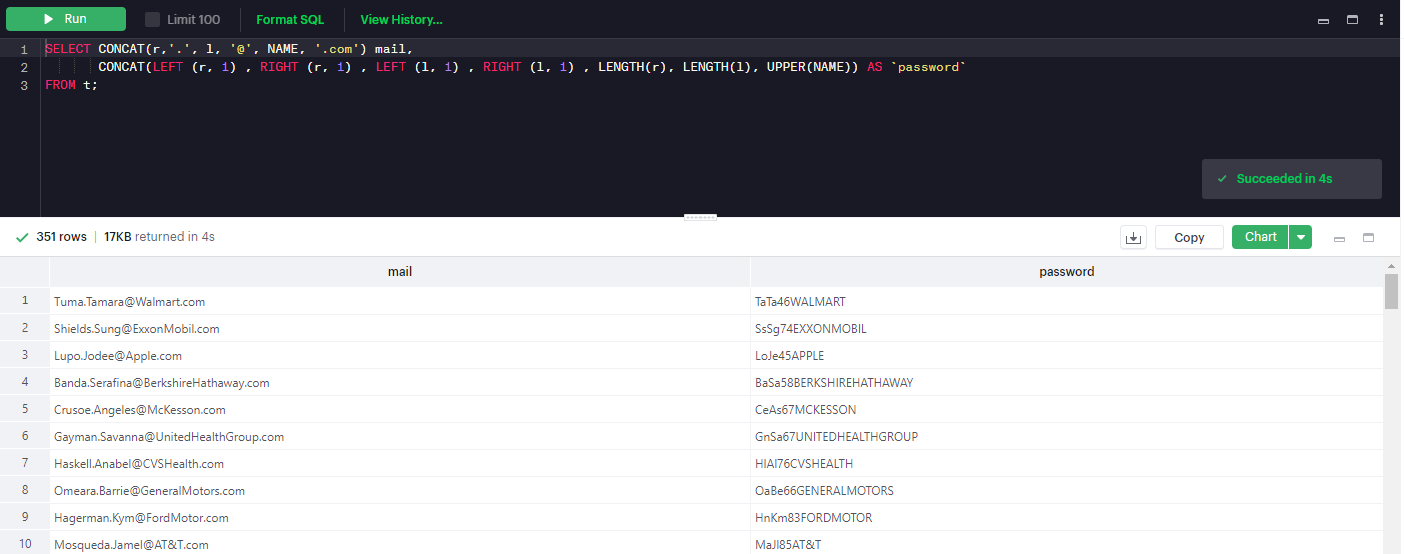 Run Limit 100 Format SQL View History...
1 SELECT CONCAT(r,'.', l, '@', NAME, '.com') mail,
2 CONCAT(LEFT (r, 1) , RIGHT (r, 1) , LEFT (l, 1) , RIGHT (l, 1) , LENGTH(r), LENGTH(l), UPPER(NAME)) AS `password`
3 FROM t;
Succeeded in 4s
351 rows | 17KB returned in 4s Copy Chart
mail password
1 Tuma.Tamara@Walmart.com TaTa46WALMART
2 Shields.Sung@ExxonMobil.com SsSg74EXXONMOBIL
3 Lupo.Jodee@Apple.com LoJe45APPLE
4 Banda.Serafina@BerkshireHathaway.com BaSa58BERKSHIREHATHAWAY
5 Crusoe.Angeles@McKesson.com CeAs67MCKESSON
6 Gayman.Savanna@UnitedHealthGroup.com GnSa67UNITEDHEALTHGROUP
7 Haskell.Anabel@CVSHealth.com HlAl76CVSHEALTH
8 Omeara.Barrie@GeneralMotors.com OaBe66GENERALMOTORS
9 Hagerman.Kym@FordMotor.com HnKm83FORDMOTOR
10 Mosqueda.Jamel@AT&T.com MaJl85AT&T